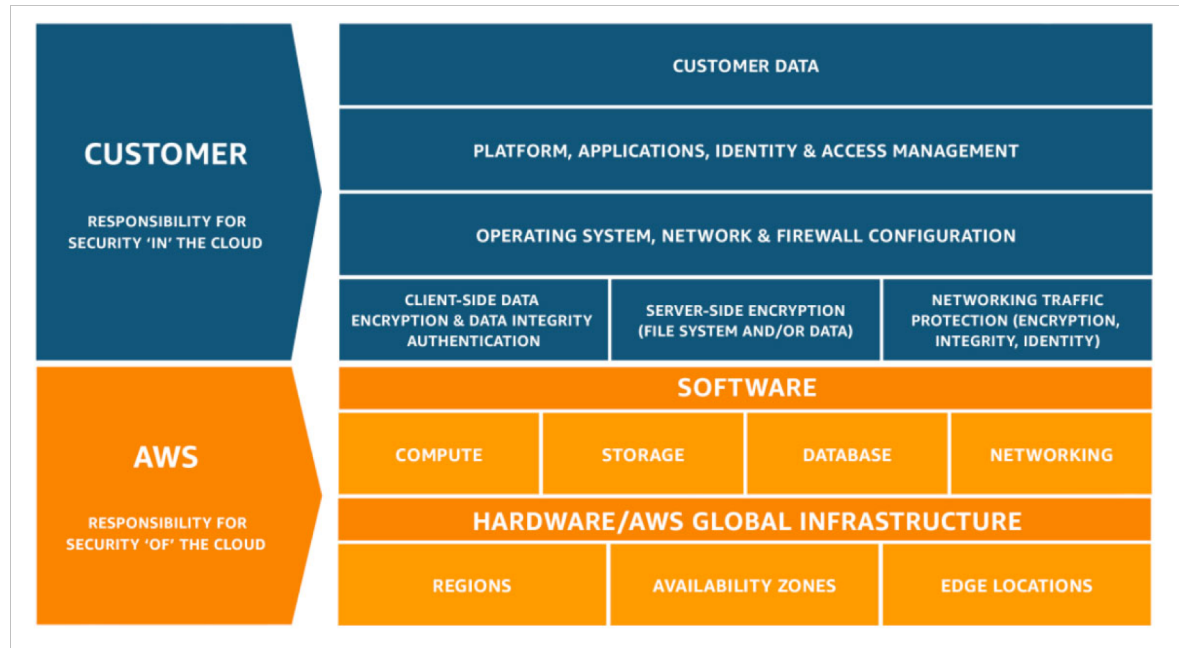 CUSTOMER
RESPONSIBILITY FOR
SECURITY ‘IN’ THE CLOUD
CUSTOMER DATA
PLATFORM, APPLICATIONS, IDENTITY & ACCESS MANAGEMENT
OPERATING SYSTEM, NETWORK & FIREWALL CONFIGURATION
CLIENT-SIDE DATA
ENCRYPTION & DATA INTEGRITY
AUTHENTICATION
SERVER-SIDE ENCRYPTION
(FILE SYSTEM AND/OR DATA)
NETWORKING TRAFFIC
PROTECTION (ENCRYPTION,
INTEGRITY, IDENTITY)
AWS
RESPONSIBILITY FOR
SECURITY ‘OF’ THE CLOUD
SOFTWARE
COMPUTE
STORAGE
DATABASE
NETWORKING
HARDWARE/AWS GLOBAL INFRASTRUCTURE
REGIONS
AVAILABILITY ZONES
EDGE LOCATIONS